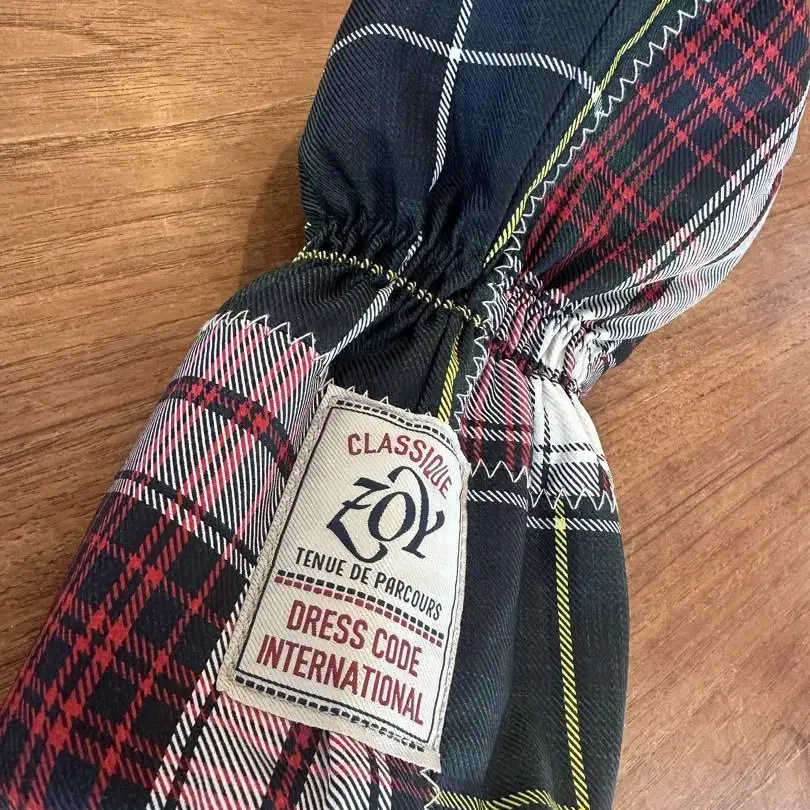 CLASSIQUE
ZOY
TENUE DE PARCOURS
DRESS CODE
INTERNATIONAL